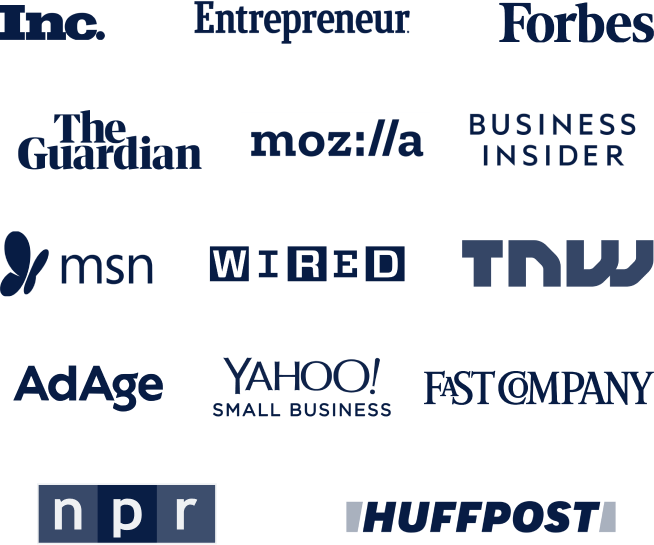 Inc.
Entrepreneur
Forbes
The
Guardian
moz://a
BUSINESS
INSIDER
msn
WIRED
TNW
AdAge
YAHOO!
SMALL BUSINESS
FAST COMPANY
npr
HUFFPOST